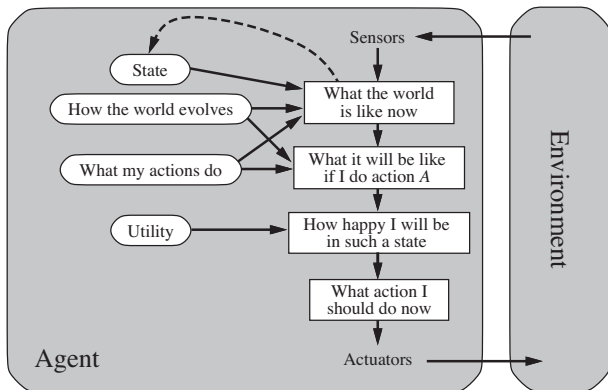 Sensors
State
What the world
is like now
How the world evolves
What it will be like
if I do action A
What my actions do
How happy I will be
in such a state
Utility
What action I
should do now
Agent
Actuators
Environment